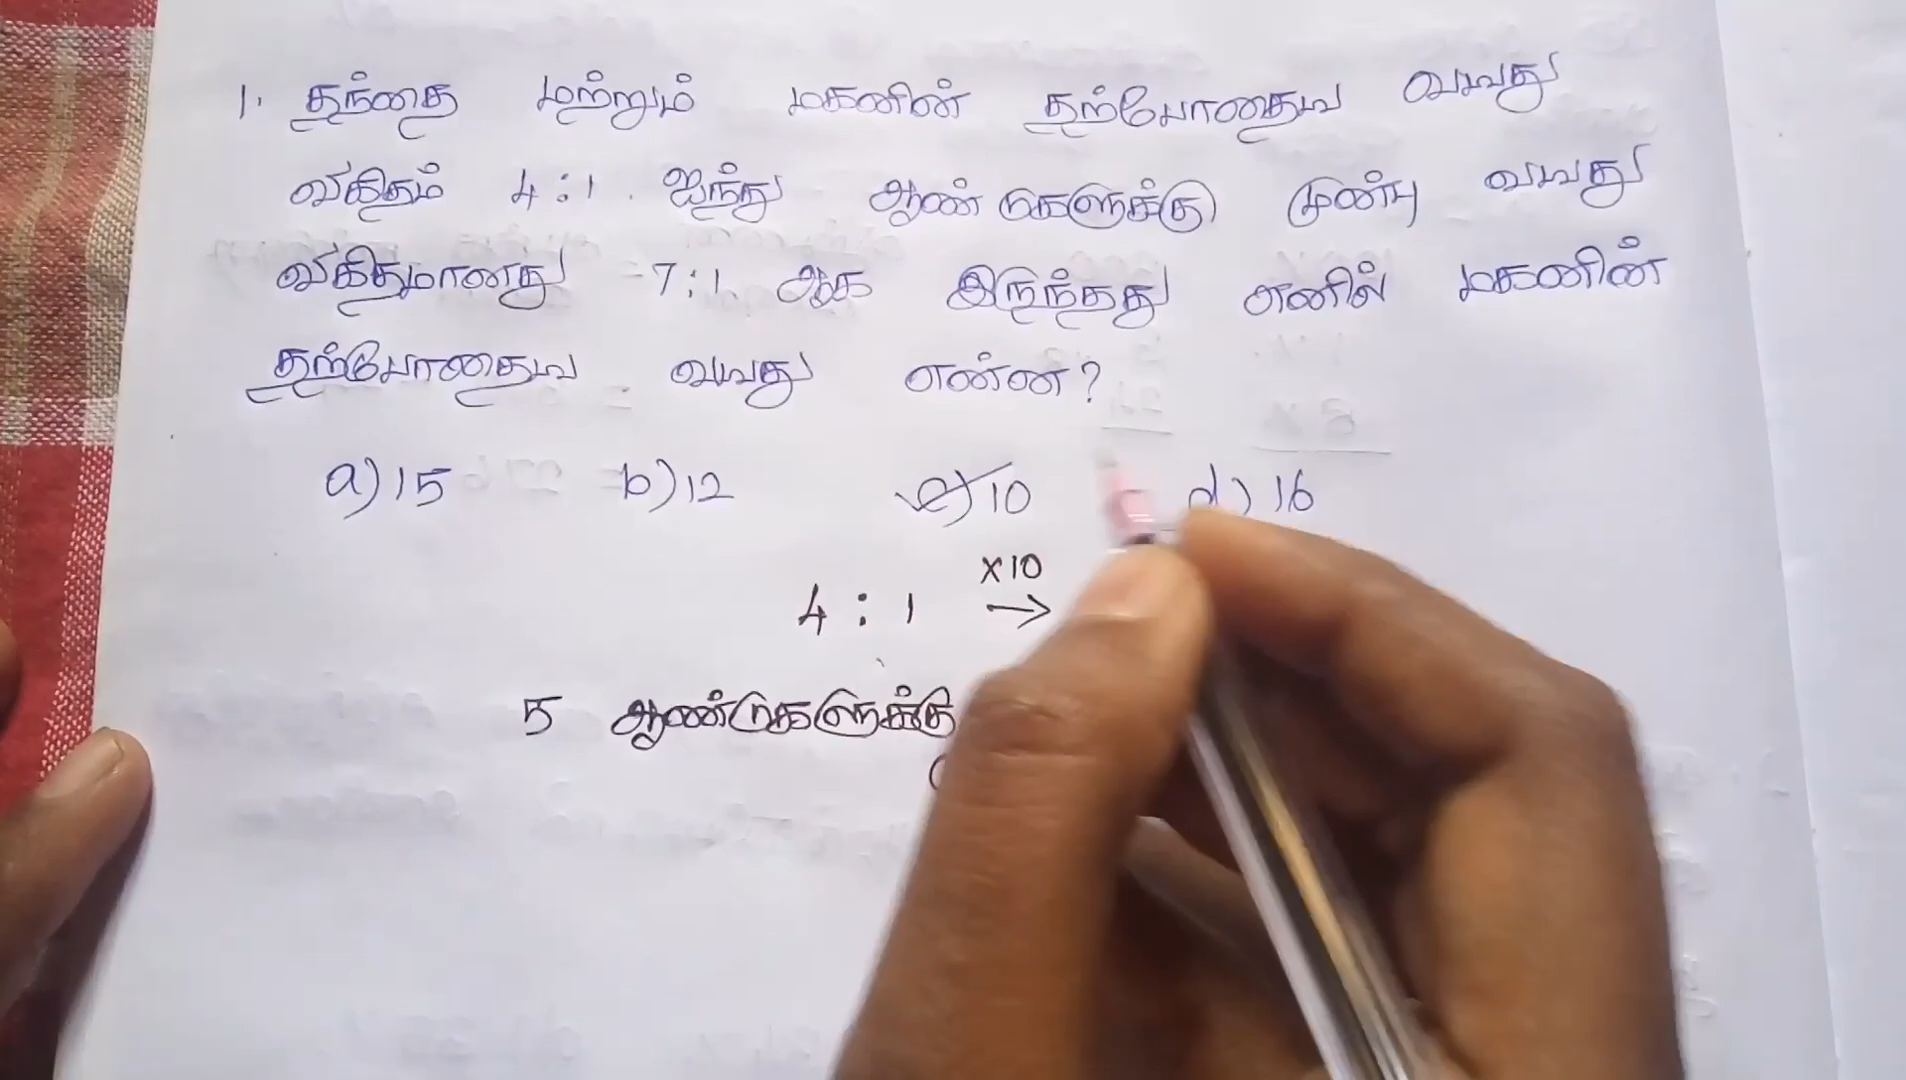 1. தந்தை மற்றும் மகனின் தற்போதைய வயது
விகிதம் 4 : 1. ஐந்து ஆண்டுகளுக்கு முன்பு வயது
விகிதமானது 7 : 1 ஆக இருந்தது எனில் மகனின்
தற்போதைய வயது என்ன?
a) 15 b) 12 c) 10 d) 16
x10
4 : 1 →
5 ஆண்டுகளுக்கு